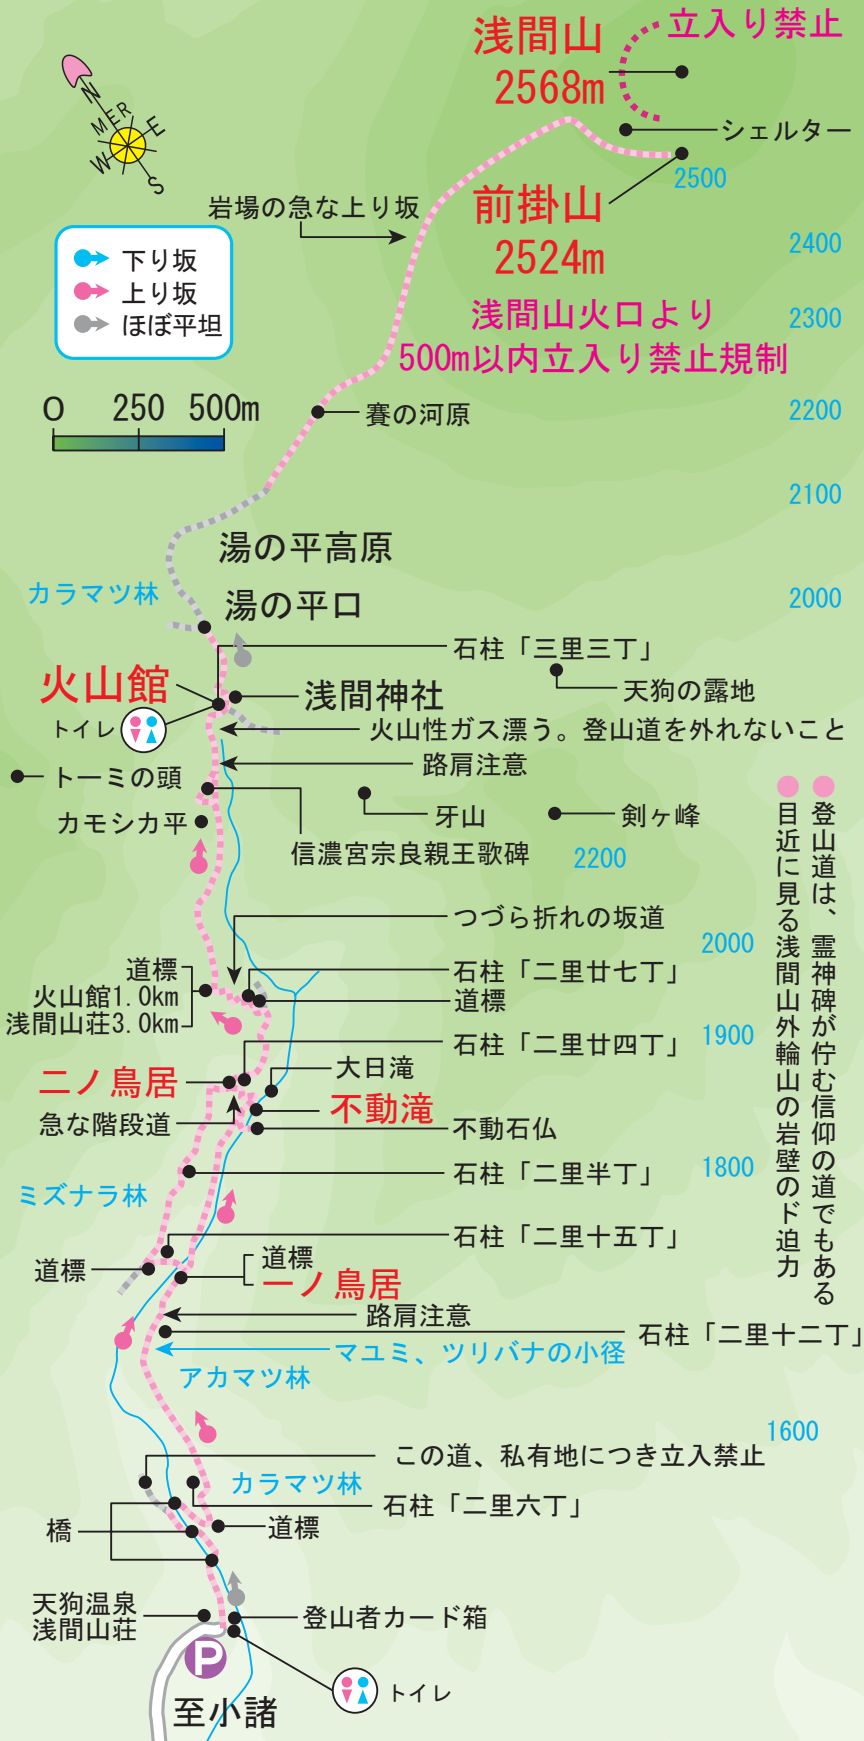 浅間山
2568m
立入り禁止
シェルター
N
MER
W
E
S
2500
岩場の急な上り坂
前掛山
2524m
2400
下り坂
上り坂
ほぼ平坦
浅間山火口より
500m以内立入り禁止規制
2300
0 250 500m
賽の河原
2200
2100
湯の平高原
カラマツ林
湯の平口
2000
石柱「三里三丁」
火山館
浅間神社
天狗の露地
トイレ
火山性ガス漂う。登山道を外れないこと
路肩注意
トーミの頭
カモシカ平
牙山
剣ヶ峰
信濃宮宗良親王歌碑
2200
登山道は、霊神碑が佇む信仰の道でもある
目近に見る浅間山外輪山の岩壁のド迫力
つづら折れの坂道
2000
道標
火山館1.0km
浅間山荘3.0km
石柱「二里廿七丁」
道標
石柱「二里廿四丁」
1900
二ノ鳥居
大日滝
急な階段道
不動滝
不動石仏
石柱「二里半丁」
1800
ミズナラ林
石柱「二里十五丁」
道標
道標
一ノ鳥居
路肩注意
石柱「二里十二丁」
マユミ、ツリバナの小径
アカマツ林
1600
この道、私有地につき立入禁止
カラマツ林
石柱「二里六丁」
橋
道標
天狗温泉
浅間山荘
登山者カード箱
P
トイレ
至小諸